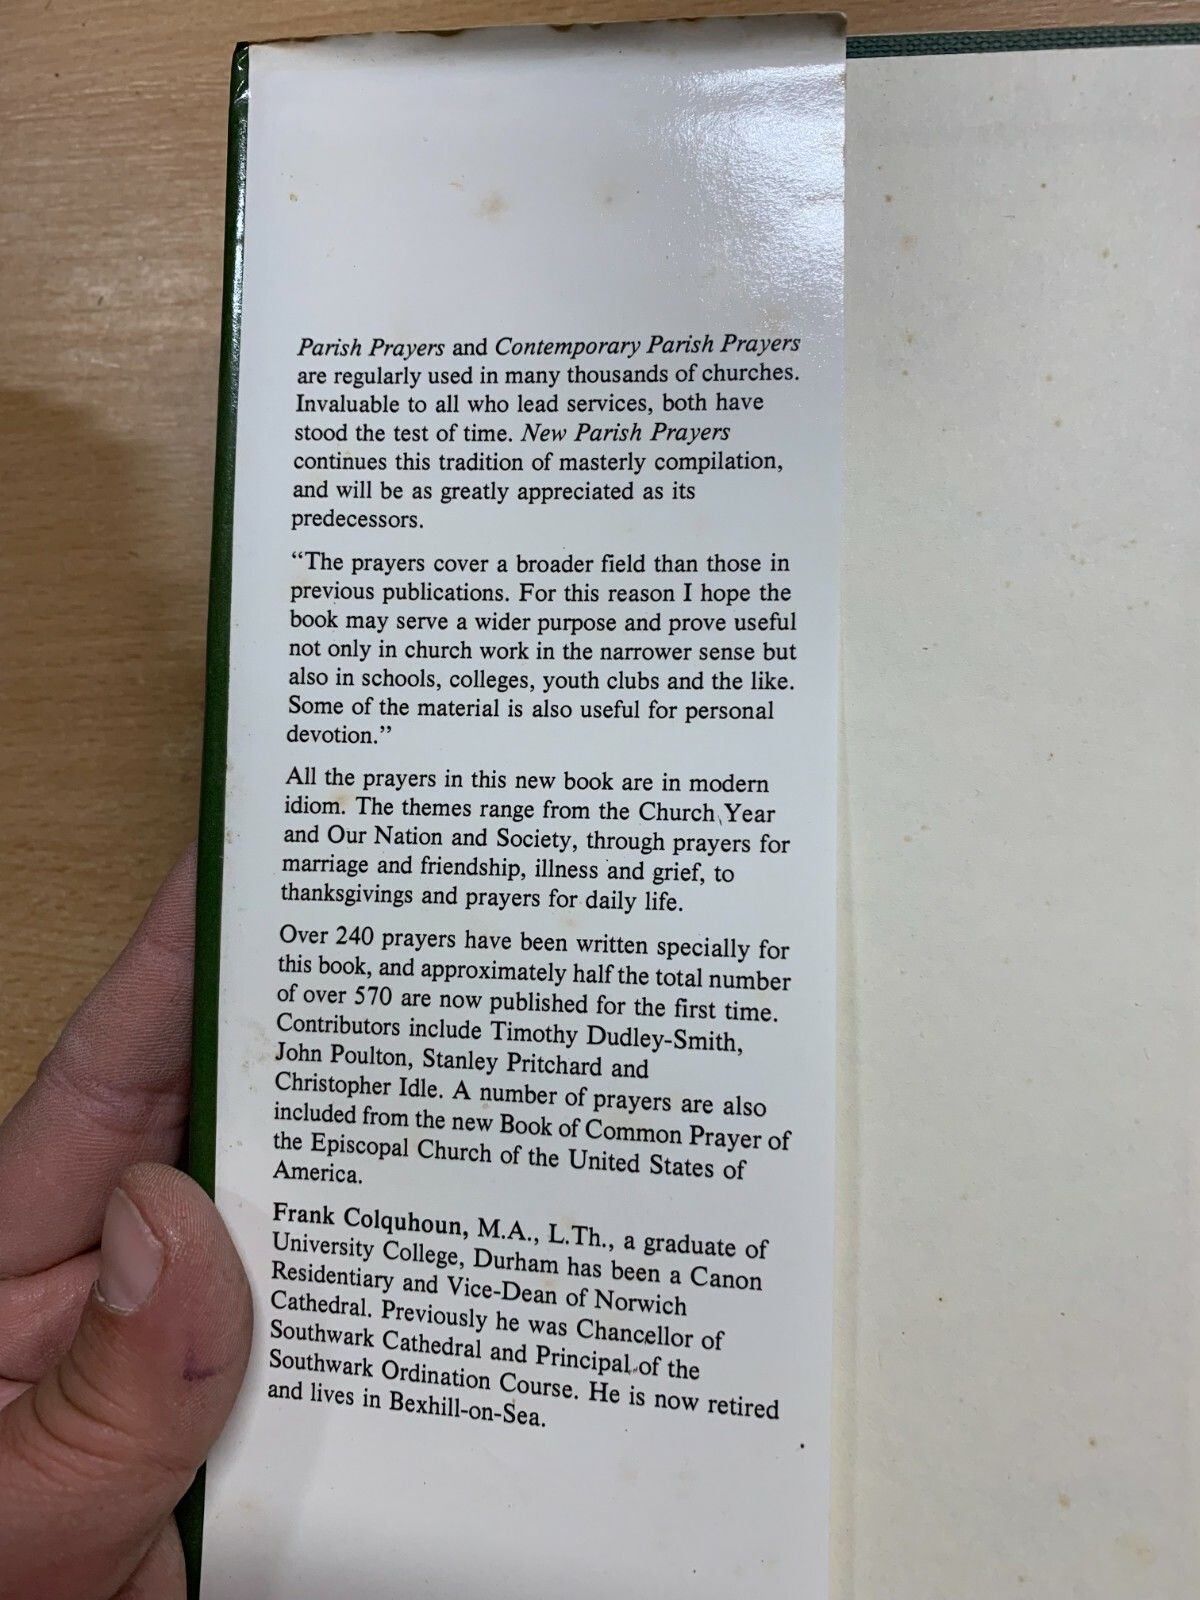 Parish Prayers and Contemporary Parish Prayers
are regularly used in many thousands of churches.
Invaluable to all who lead services, both have
stood the test of time. New Parish Prayers
continues this tradition of masterly compilation,
and will be as greatly appreciated as its
predecessors.
“The prayers cover a broader field than those in
previous publications. For this reason I hope the
book may serve a wider purpose and prove useful
not only in church work in the narrower sense but
also in schools, colleges, youth clubs and the like.
Some of the material is also useful for personal
devotion.”
All the prayers in this new book are in modern
idiom. The themes range from the Church Year
and Our Nation and Society, through prayers for
marriage and friendship, illness and grief, to
thanksgivings and prayers for daily life.
Over 240 prayers have been written specially for
this book, and approximately half the total number
of over 570 are now published for the first time.
Contributors include Timothy Dudley-Smith,
John Poulton, Stanley Pritchard and
Christopher Idle. A number of prayers are also
included from the new Book of Common Prayer of
the Episcopal Church of the United States of
America.
Frank Colquhoun, M.A., L.Th., a graduate of
University College, Durham has been a Canon
Residentiary and Vice-Dean of Norwich
Cathedral. Previously he was Chancellor of
Southwark Cathedral and Principal of the
Southwark Ordination Course. He is now retired
and lives in Bexhill-on-Sea.